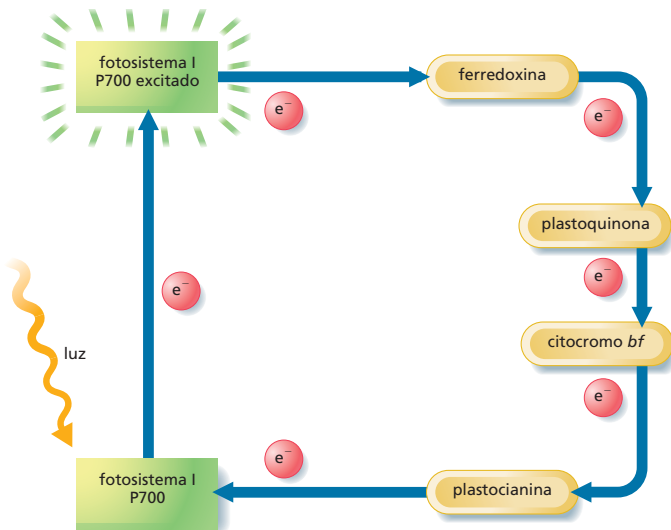 fotosistema I
P700 excitado
ferredoxina
e⁻
e⁻
plastoquinona
e⁻
e⁻
luz
citocromo bf
e⁻
e⁻
fotosistema I
P700
plastocianina